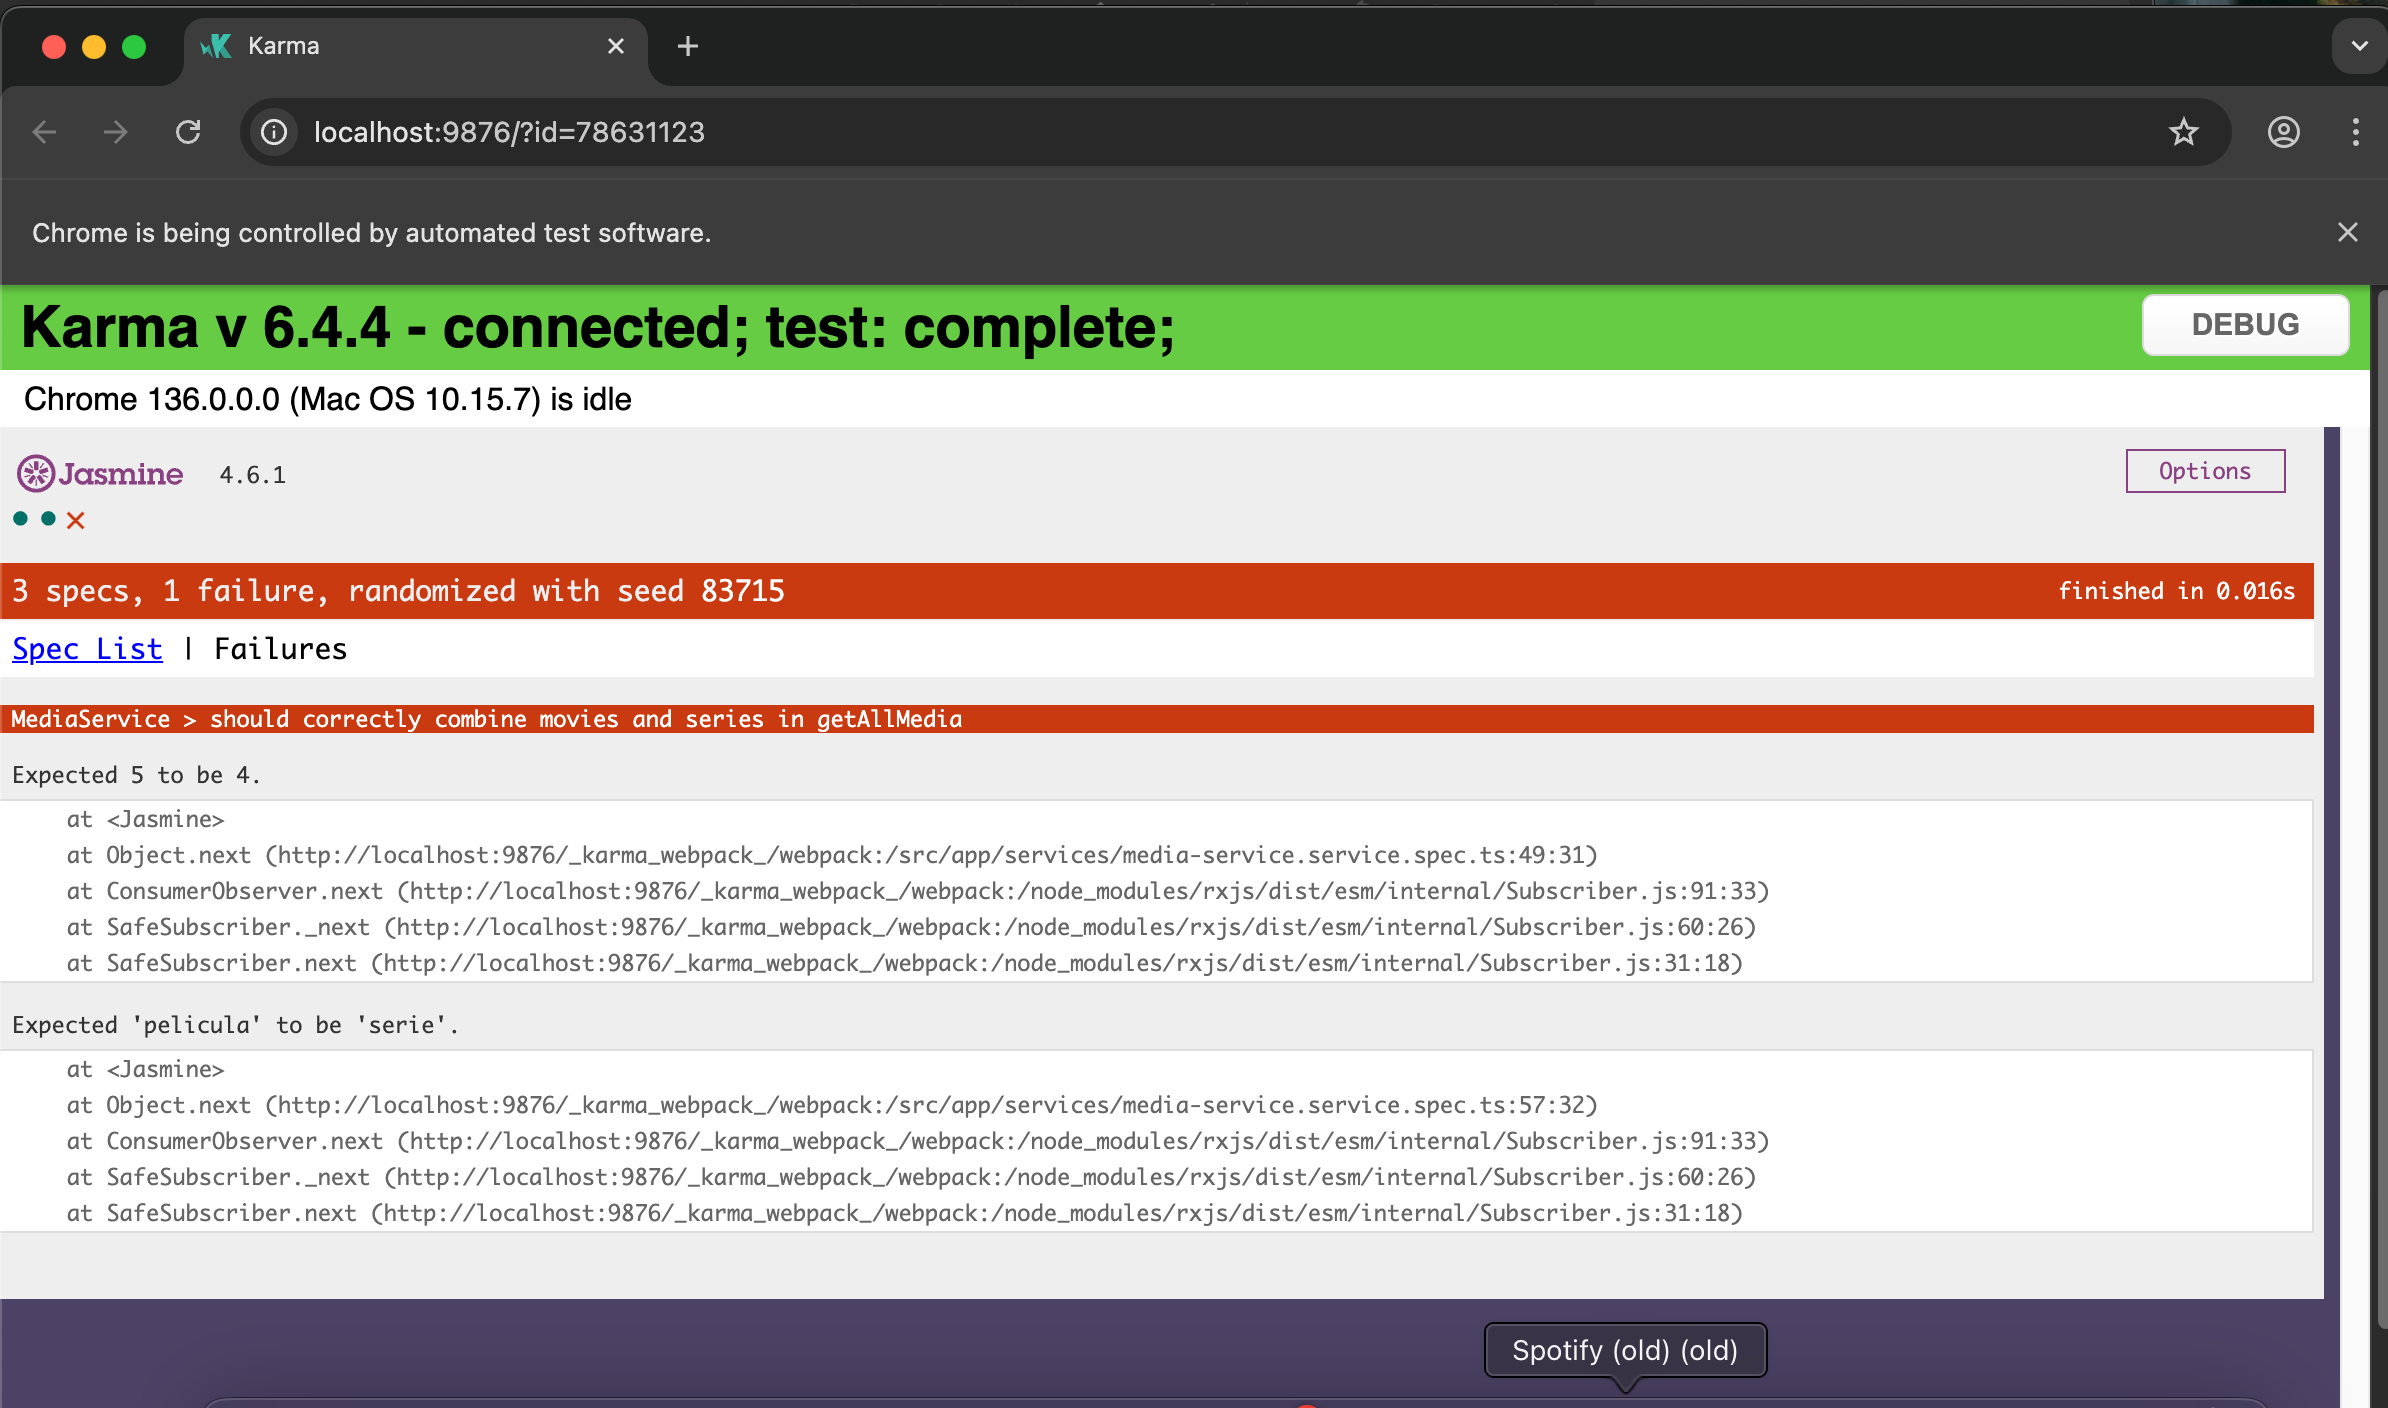 Karma
localhost:9876/?id=78631123
Chrome is being controlled by automated test software.
Karma v 6.4.4 - connected; test: complete;
DEBUG
Chrome 136.0.0.0 (Mac OS 10.15.7) is idle
Jasmine 4.6.1
Options
3 specs, 1 failure, randomized with seed 83715
finished in 0.016s
Spec List | Failures
MediaService > should correctly combine movies and series in getAllMedia
Expected 5 to be 4.
at <Jasmine>
at Object.next (http://localhost:9876/_karma_webpack_/webpack:/src/app/services/media-service.service.spec.ts:49:31)
at ConsumerObserver.next (http://localhost:9876/_karma_webpack_/webpack:/node_modules/rxjs/dist/esm/internal/Subscriber.js:91:33)
at SafeSubscriber._next (http://localhost:9876/_karma_webpack_/webpack:/node_modules/rxjs/dist/esm/internal/Subscriber.js:60:26)
at SafeSubscriber.next (http://localhost:9876/_karma_webpack_/webpack:/node_modules/rxjs/dist/esm/internal/Subscriber.js:31:18)
Expected 'pelicula' to be 'serie'.
at <Jasmine>
at Object.next (http://localhost:9876/_karma_webpack_/webpack:/src/app/services/media-service.service.spec.ts:57:32)
at ConsumerObserver.next (http://localhost:9876/_karma_webpack_/webpack:/node_modules/rxjs/dist/esm/internal/Subscriber.js:91:33)
at SafeSubscriber._next (http://localhost:9876/_karma_webpack_/webpack:/node_modules/rxjs/dist/esm/internal/Subscriber.js:60:26)
at SafeSubscriber.next (http://localhost:9876/_karma_webpack_/webpack:/node_modules/rxjs/dist/esm/internal/Subscriber.js:31:18)
Spotify (old) (old)